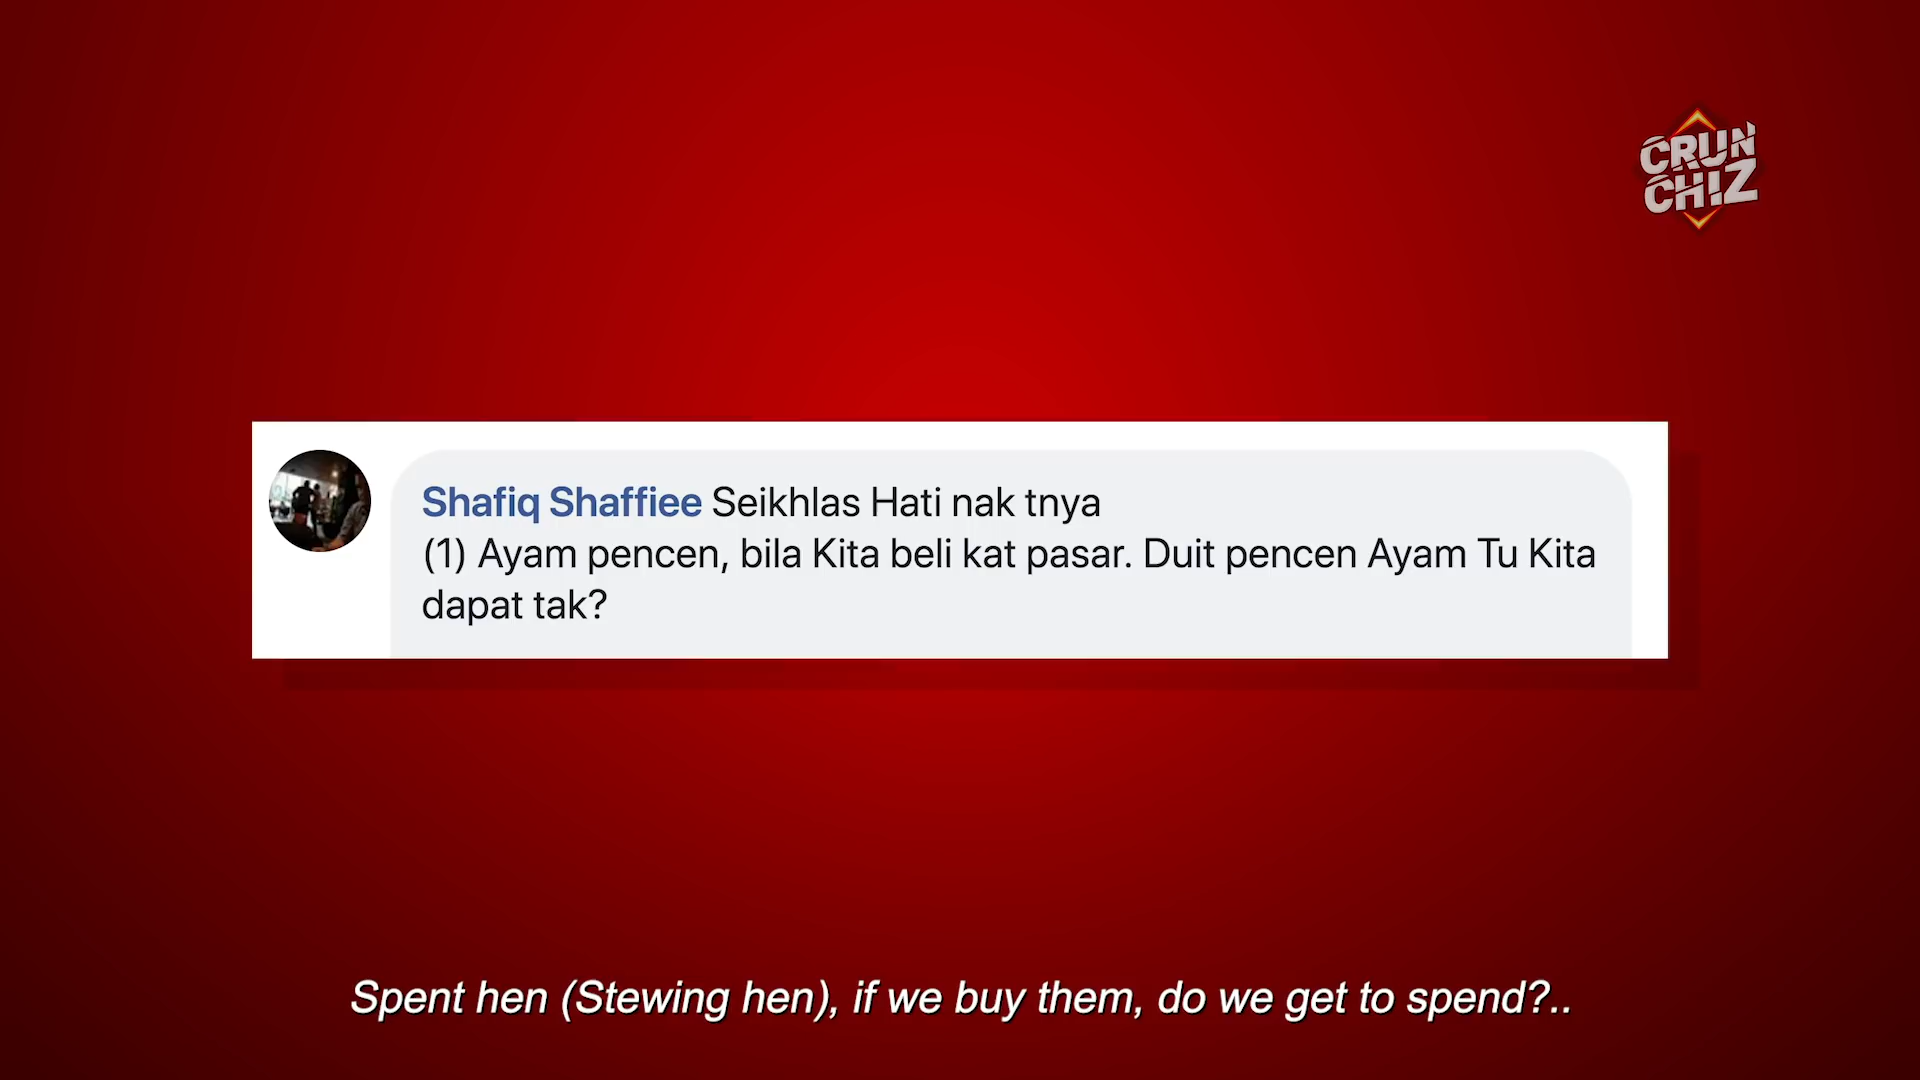 CRUN
CHIZ
Shafiq Shaffiee Seikhlas Hati nak tnya
(1) Ayam pencen, bila Kita beli kat pasar. Duit pencen Ayam Tu Kita
dapat tak?
Spent hen (Stewing hen), if we buy them, do we get to spend?..